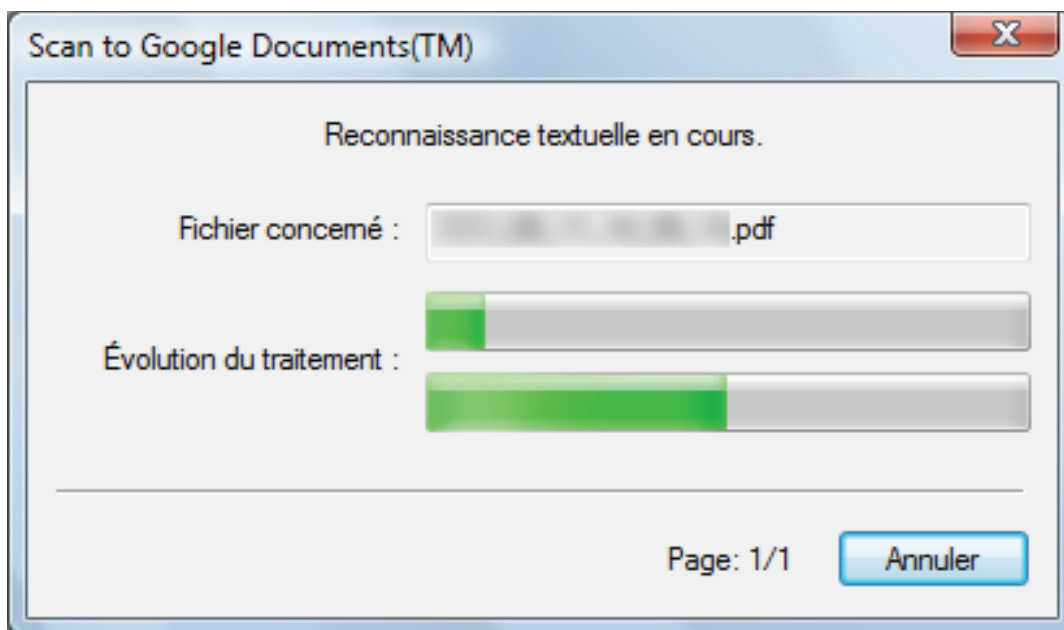 Scan to Google Documents(TM)
Reconnaissance textuelle en cours.
Fichier concerné :
.pdf
Évolution du traitement :
Page: 1/1
Annuler